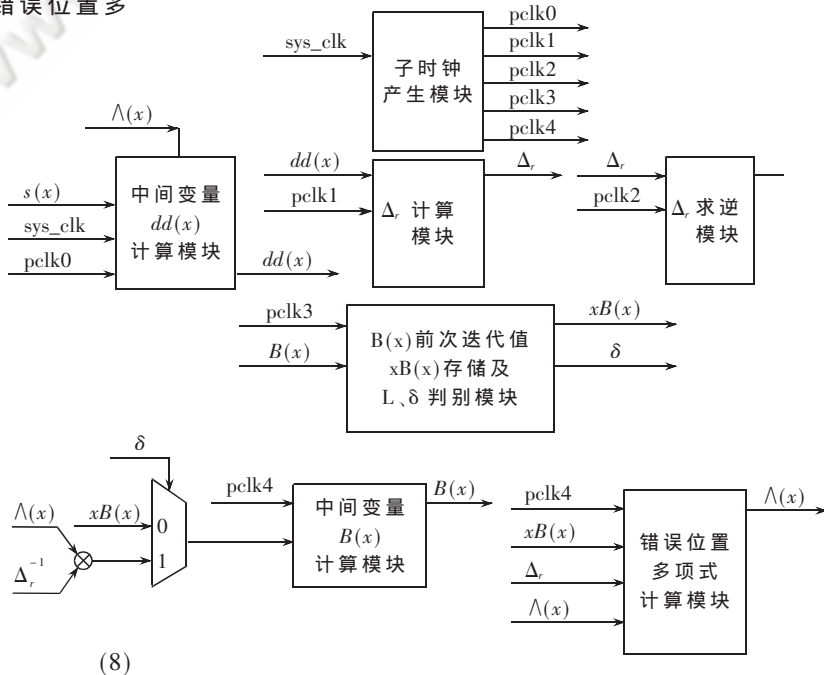 错误位置多
sys_clk
子时钟
产生模块
pclk0
pclk1
pclk2
pclk3
pclk4
Λ(x)
s(x)
sys_clk
pclk0
中间变量
dd(x)
计算模块
dd(x)
dd(x)
pclk1
Δr 计算
模块
Δr
Δr
pclk2
Δr 求逆
模块
pclk3
B(x)
B(x)前次迭代值
xB(x)存储及
L、δ 判别模块
xB(x)
δ
δ
Λ(x)
xB(x)
Δr⁻¹
0
1
pclk4
中间变量
B(x)
计算模块
B(x)
pclk4
xB(x)
Δr
Λ(x)
错误位置
多项式
计算模块
Λ(x)
(8)